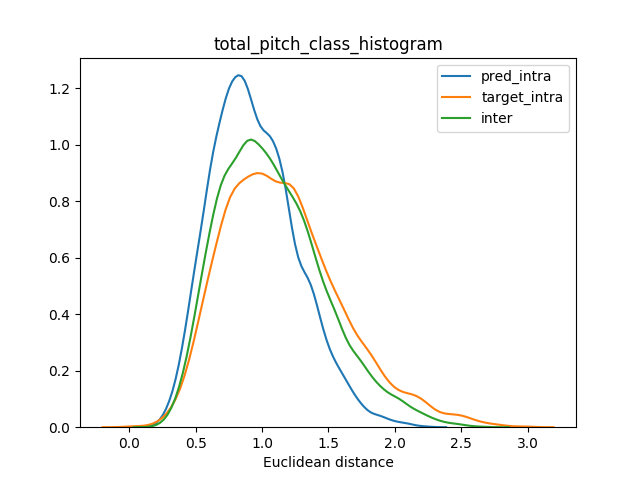 total_pitch_class_histogram
pred_intra
target_intra
inter
1.2
1.0
0.8
0.6
0.4
0.2
0.0
0.0 0.5 1.0 1.5 2.0 2.5 3.0
Euclidean distance